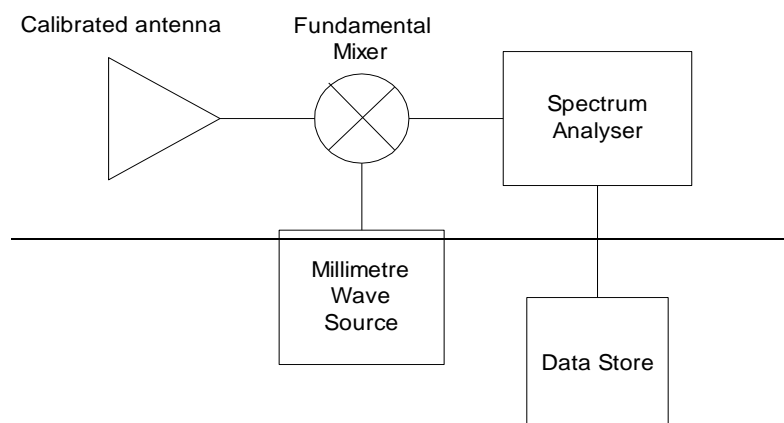 Calibrated antenna
Fundamental
Mixer
Spectrum
Analyser
Millimetre
Wave
Source
Data Store